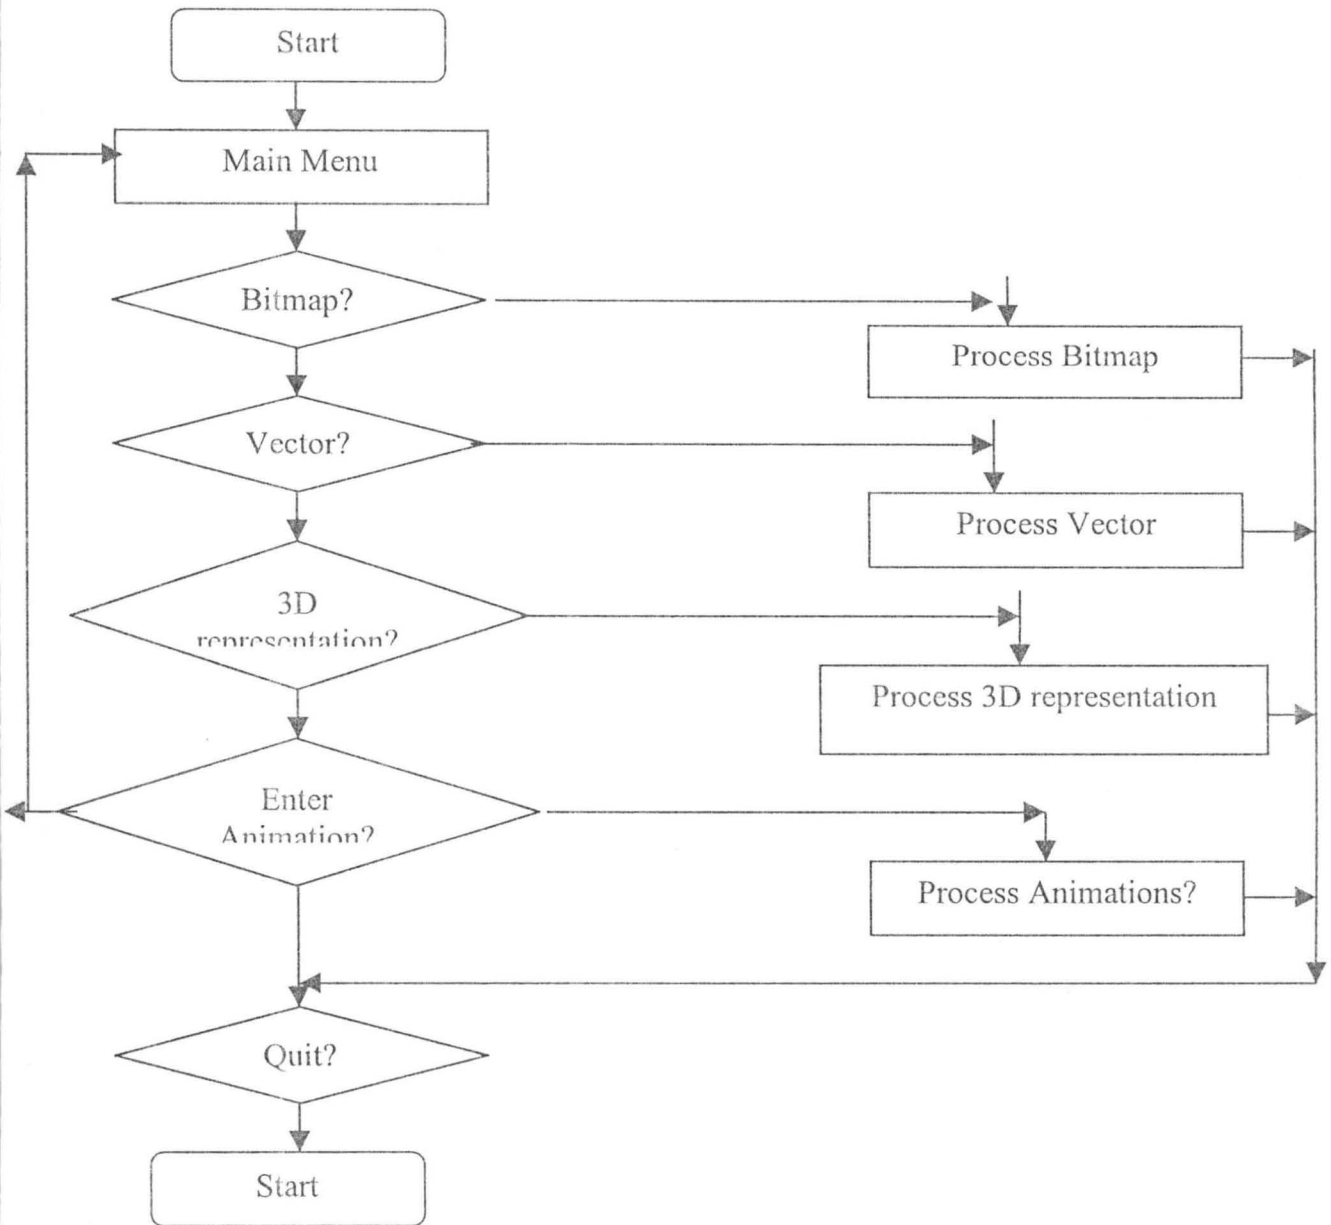 Start
Main Menu
Bitmap?
Process Bitmap
Vector?
Process Vector
3D
representation?
Process 3D representation
Enter
Animation?
Process Animations?
Quit?
Start